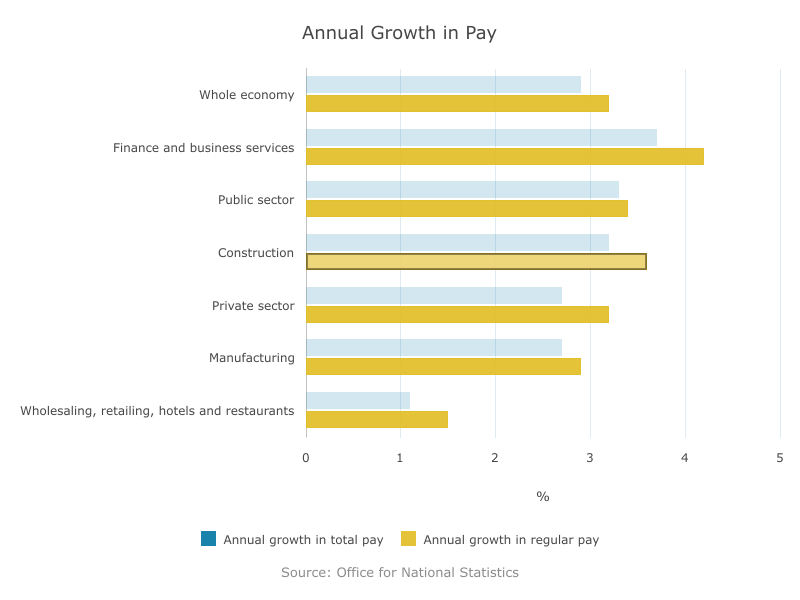 Annual Growth in Pay
Whole economy
Finance and business services
Public sector
Construction
Private sector
Manufacturing
Wholesaling, retailing, hotels and restaurants
0 1 2 3 4 5
%
Annual growth in total pay Annual growth in regular pay
Source: Office for National Statistics